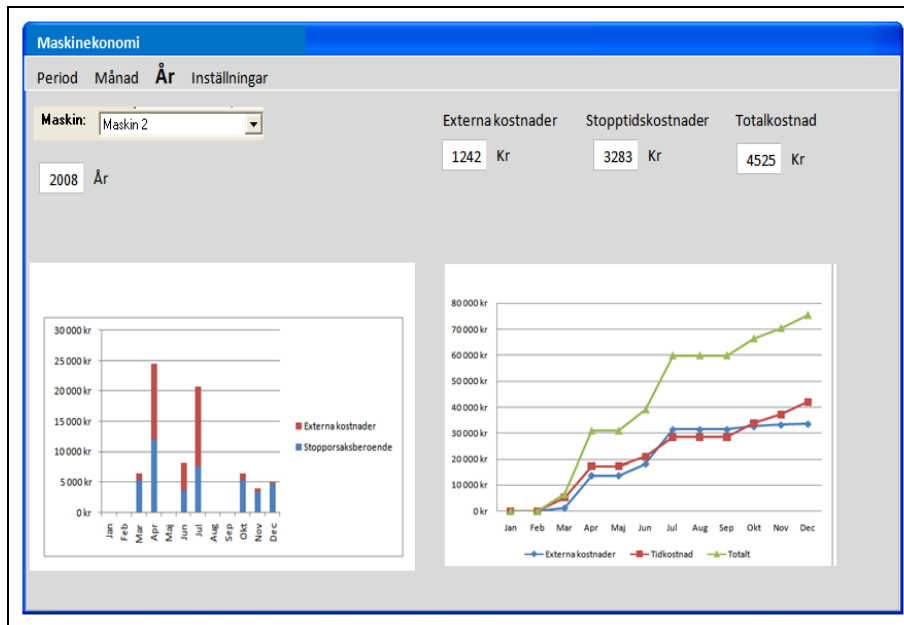 Maskinekonomi
Period Månad År Inställningar
Maskin: Maskin 2
Externa kostnader Stopptidskostnader Totalkostnad
1242 Kr 3283 Kr 4525 Kr
2008 År
30 000 kr
25 000 kr
20 000 kr
15 000 kr
10 000 kr
5 000 kr
0 kr
Jan Feb Mar Apr Maj Jun Jul Aug Sep Okt Nov Dec
Externa kostnader
Stopporsaksberoende
80 000 kr
70 000 kr
60 000 kr
50 000 kr
40 000 kr
30 000 kr
20 000 kr
10 000 kr
0 kr
Jan Feb Mar Apr Maj Jun Jul Aug Sep Okt Nov Dec
Externa kostnader Tidkostnad Totalt